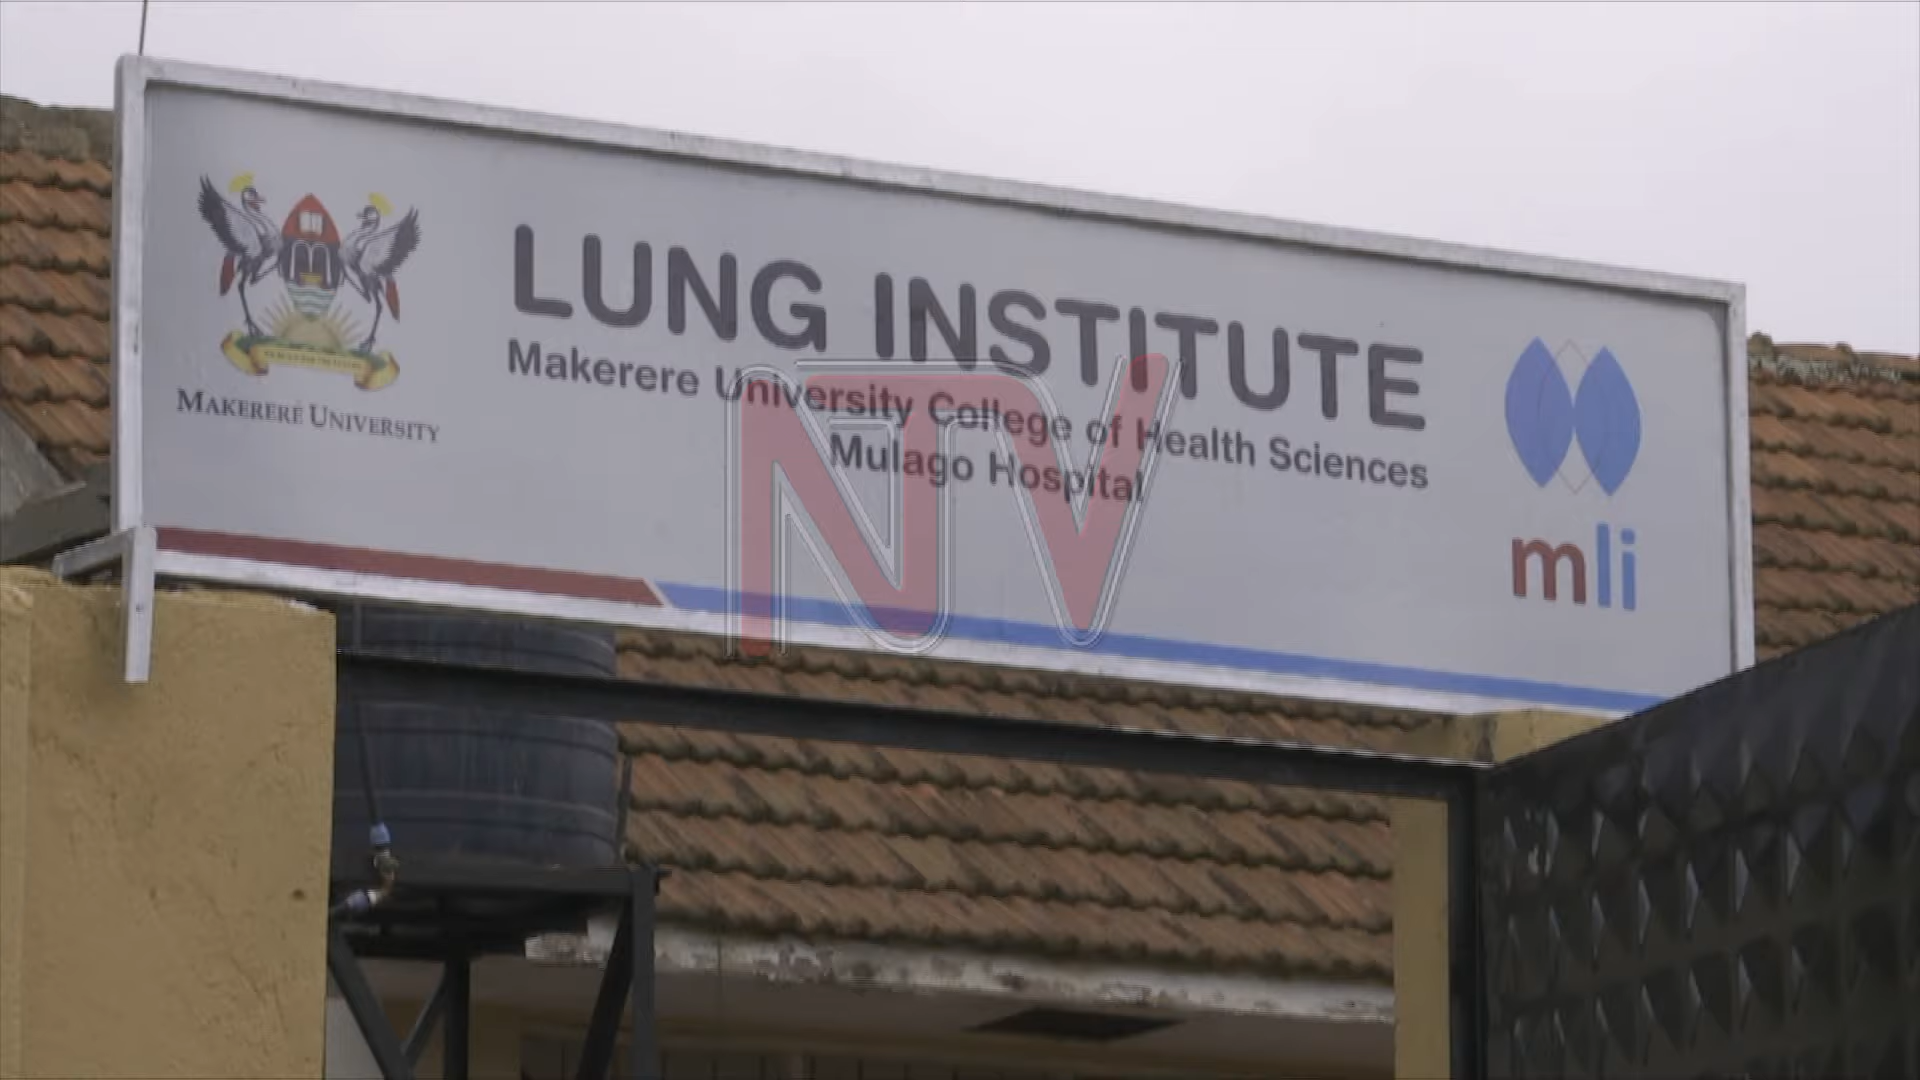 LUNG INSTITUTE
Makerere University College of Health Sciences
Mulago Hospital
MAKERERE UNIVERSITY
mli
NTV